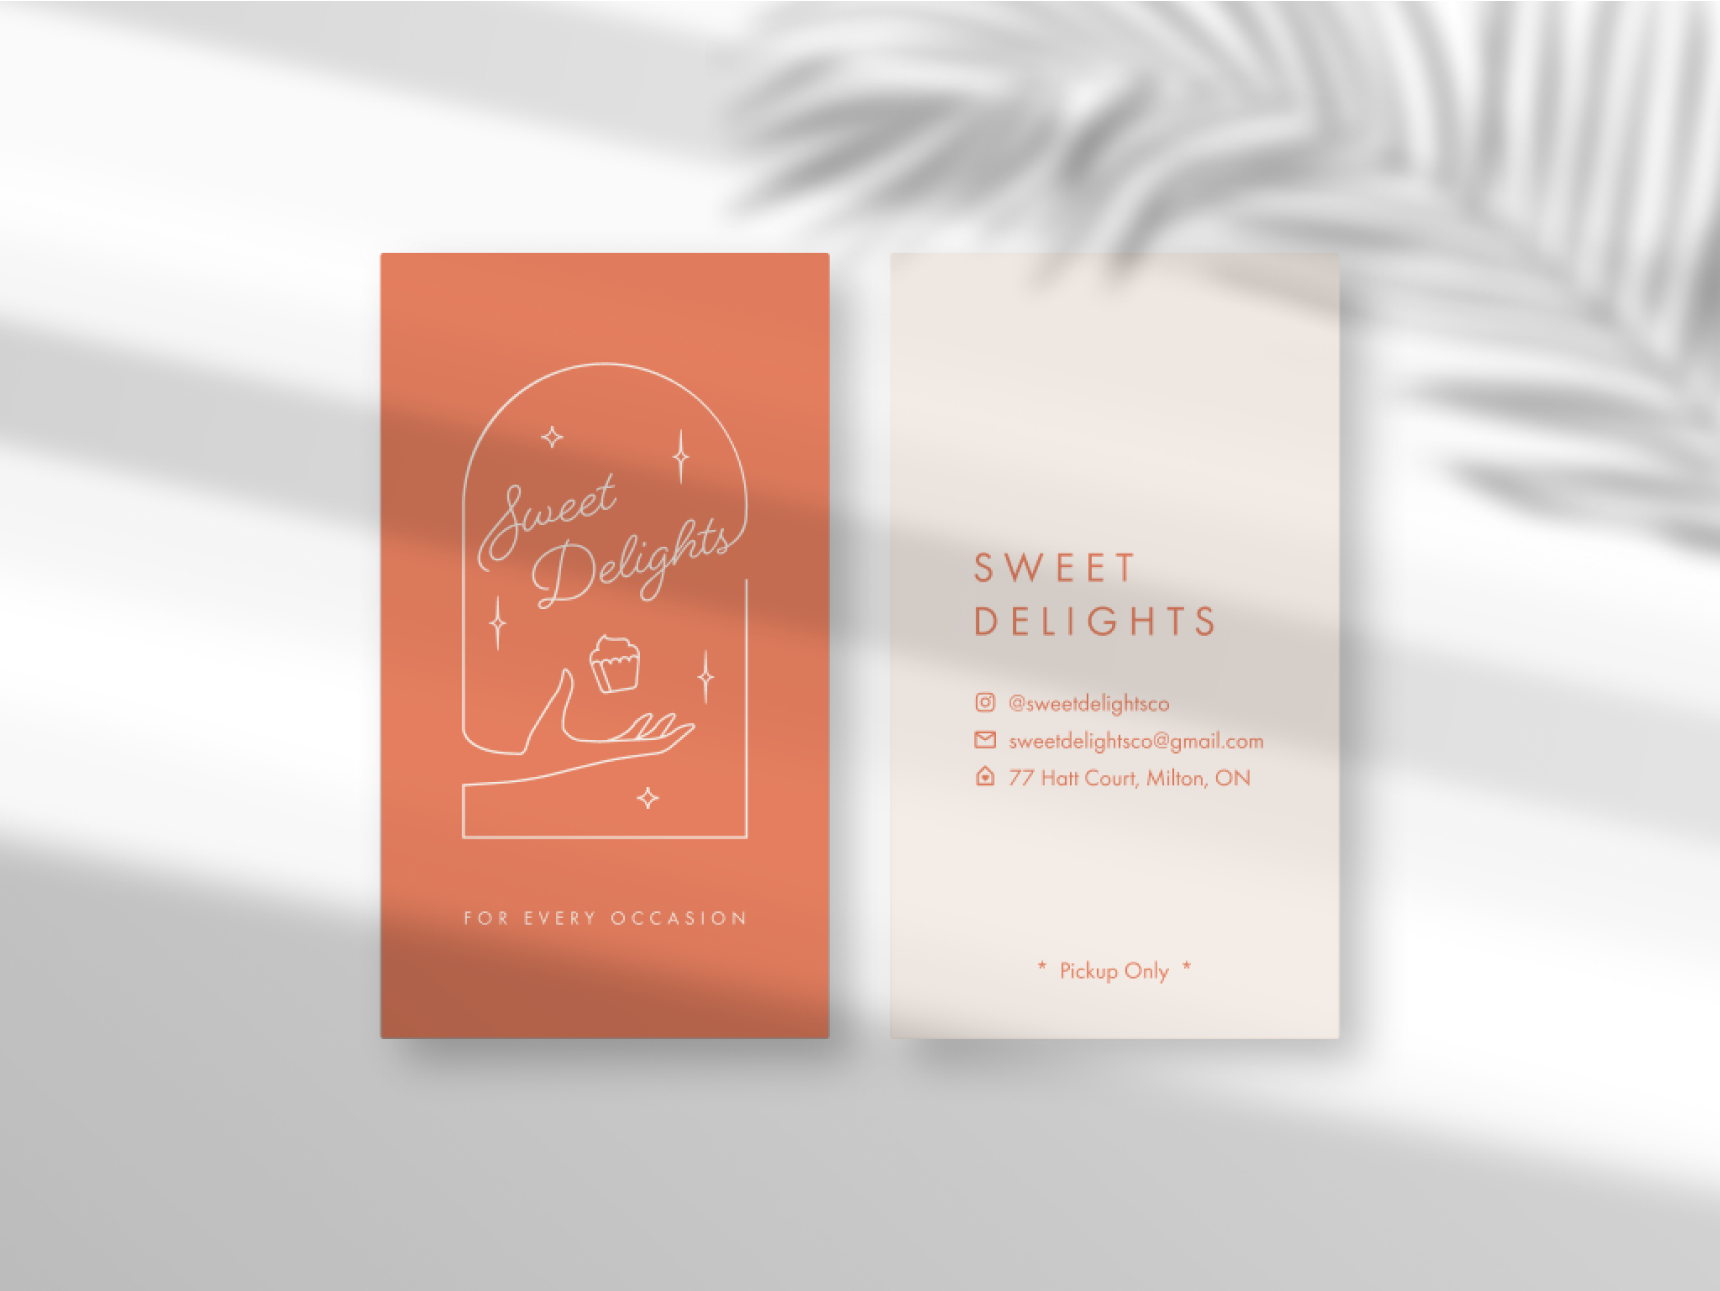 Sweet
Delights
FOR EVERY OCCASION
SWEET
DELIGHTS
@sweetdelightsco
sweetdelightsco@gmail.com
77 Hatt Court, Milton, ON
* Pickup Only *